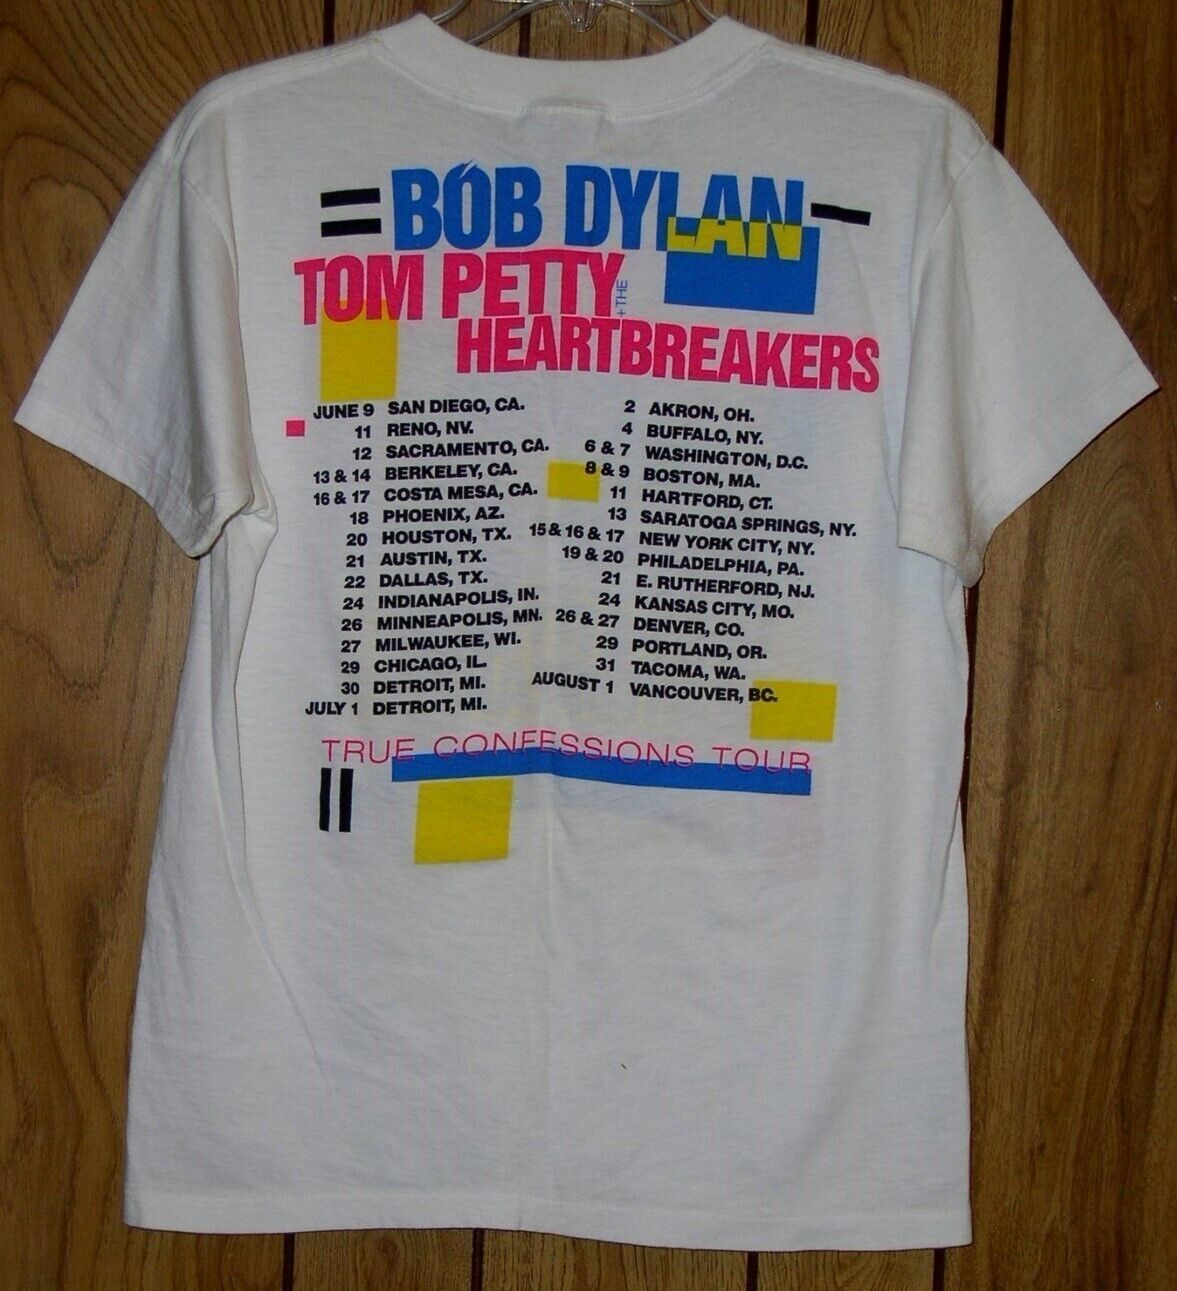 BOB DYLAN
TOM PETTY + THE
HEARTBREAKERS
JUNE 9 SAN DIEGO, CA.
11 RENO, NV.
12 SACRAMENTO, CA.
13 & 14 BERKELEY, CA.
16 & 17 COSTA MESA, CA.
18 PHOENIX, AZ.
20 HOUSTON, TX.
21 AUSTIN, TX.
22 DALLAS, TX.
24 INDIANAPOLIS, IN.
26 MINNEAPOLIS, MN.
27 MILWAUKEE, WI.
29 CHICAGO, IL.
30 DETROIT, MI.
JULY 1 DETROIT, MI.
2 AKRON, OH.
4 BUFFALO, NY.
6 & 7 WASHINGTON, D.C.
8 & 9 BOSTON, MA.
11 HARTFORD, CT.
13 SARATOGA SPRINGS, NY.
15 & 16 & 17 NEW YORK CITY, NY.
19 & 20 PHILADELPHIA, PA.
21 E. RUTHERFORD, NJ.
24 KANSAS CITY, MO.
26 & 27 DENVER, CO.
29 PORTLAND, OR.
31 TACOMA, WA.
AUGUST 1 VANCOUVER, BC.
TRUE CONFESSIONS TOUR